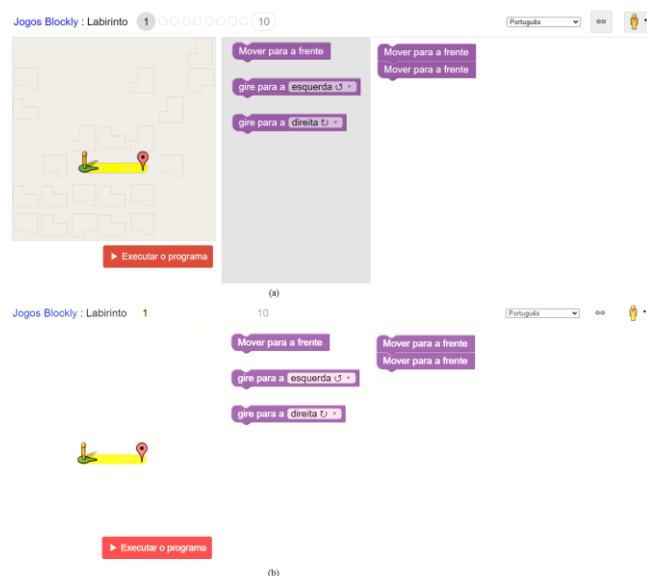 Jogos Blockly : Labirinto 1 10 Português
Mover para a frente
Mover para a frente
Mover para a frente
gire para a esquerda ↺
gire para a direita ↻
Executar o programa
(a)
Jogos Blockly : Labirinto 1 10 Português
Mover para a frente
Mover para a frente
Mover para a frente
gire para a esquerda ↺
gire para a direita ↻
Executar o programa
(b)